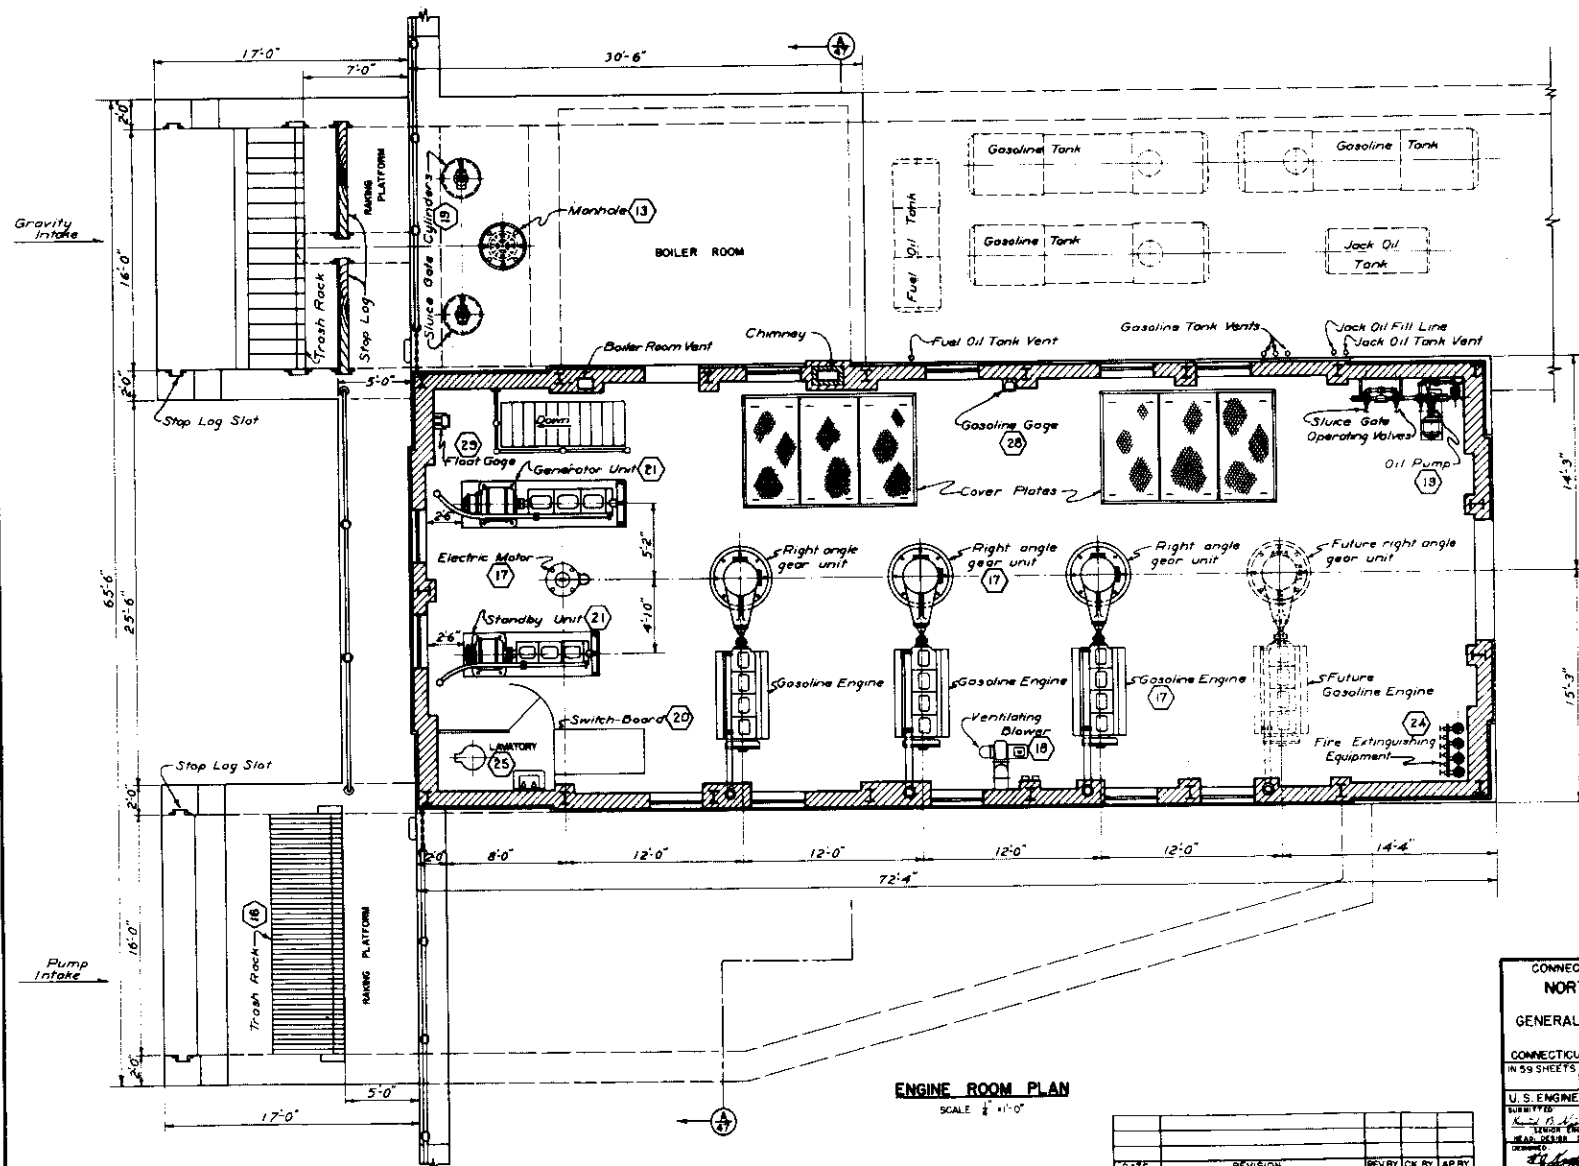 17'-0"
7'-0"
30'-6"
A
47
2'-0"
16'-0"
2'-0"
65'-6"
25'-6"
2'-0"
16'-0"
2'-0"
Gravity
Intake
RAKING
PLATFORM
Trash Rack
Stop Log
5'-0"
Stop Log Slot
Sluice Gate Cylinders
19
Manhole 13
BOILER ROOM
Fuel Oil Tank
Gasoline Tank
Gasoline Tank
Gasoline Tank
Jack Oil
Tank
Boiler Room Vent
Chimney
Fuel Oil Tank Vent
Gasoline Tank Vents
Jack Oil Fill Line
Jack Oil Tank Vent
Down
29
Float Gage
Generator Unit 21
2'-6"
5'-2"
Gasoline Gage
28
Cover Plates
Sluice Gate
Operating Valves
Oil Pump
19
14'-3"
Electric Motor
17
Right angle
gear unit
Right angle
gear unit
17
Right angle
gear unit
Future right angle
gear unit
4'-10"
Standby Unit 21
2'-6"
Gasoline Engine
Gasoline Engine
Gasoline Engine
17
Future
Gasoline Engine
15'-3"
Switch-Board 20
LAVATORY
25
Ventilating
Blower
18
24
Fire Extinguishing
Equipment
Stop Log Slot
2'-0"
8'-0"
12'-0"
12'-0"
12'-0"
12'-0"
14'-4"
72'-4"
Pump
Intake
Trash Rack
16
RAKING PLATFORM
5'-0"
17'-0"
A
47
ENGINE ROOM PLAN
SCALE
DATE REVISION REV.BY CK.BY AP.BY
CONNEC
NOR
GENERAL
CONNECTICU
IN 59 SHEETS
U. S. ENGINE
SUBMITTED